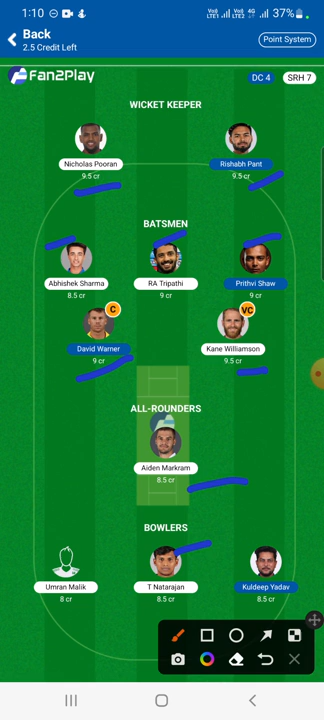 1:10
VoLTE1 VoLTE2 4G 37%
Back
2.5 Credit Left
Point System
FAN2PLAY
DC 4 SRH 7
WICKET KEEPER
Nicholas Pooran Rishabh Pant
9.5 cr 9.5 cr
BATSMEN
Abhishek Sharma RA Tripathi Prithvi Shaw
8.5 cr 9 cr 9 cr
C VC
David Warner Kane Williamson
9 cr 9.5 cr
ALL-ROUNDERS
Aiden Markram
8.5 cr
BOWLERS
Umran Malik T Natarajan Kuldeep Yadav
8 cr 8.5 cr 8.5 cr